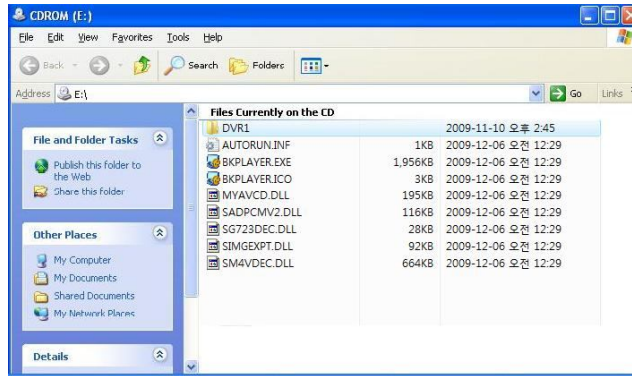 CDROM (E:)
File Edit View Favorites Tools Help
Back Search Folders
Address E:\ Go Links
Files Currently on the CD
File and Folder Tasks
Publish this folder to
the Web
Share this folder
Other Places
My Computer
My Documents
Shared Documents
My Network Places
Details
DVR1 2009-11-10 오후 2:45
AUTORUN.INF 1KB 2009-12-06 오전 12:29
BKPLAYER.EXE 1,956KB 2009-12-06 오전 12:29
BKPLAYER.ICO 3KB 2009-12-06 오전 12:29
MYAVCD.DLL 195KB 2009-12-06 오전 12:29
SADPCMV2.DLL 116KB 2009-12-06 오전 12:29
SG723DEC.DLL 28KB 2009-12-06 오전 12:29
SIMGEXPT.DLL 92KB 2009-12-06 오전 12:29
SM4VDEC.DLL 664KB 2009-12-06 오전 12:29